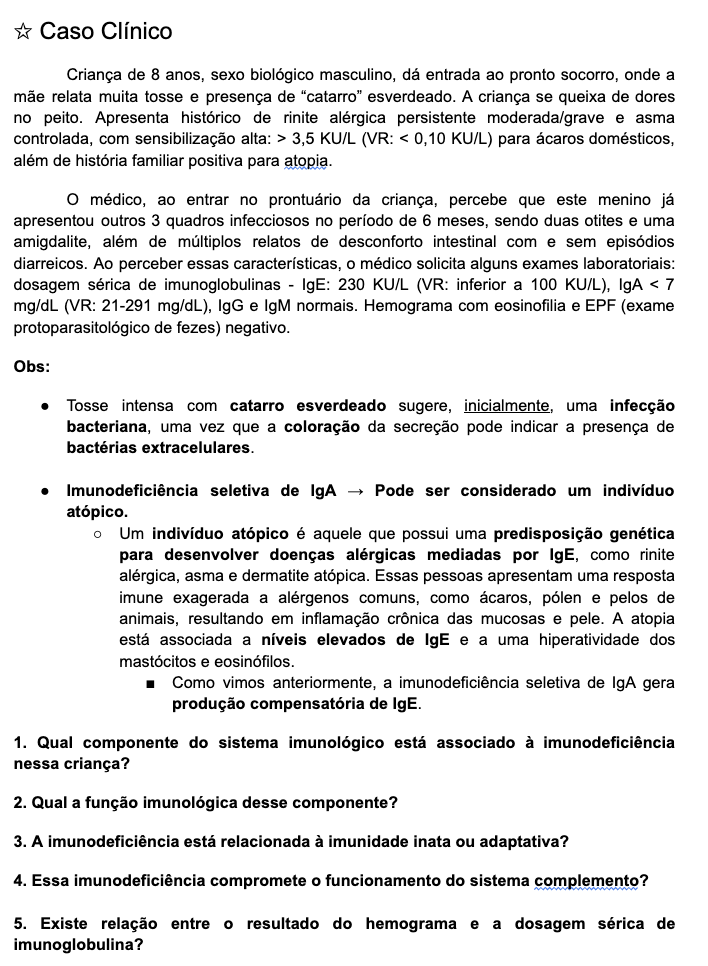 ☆ Caso Clínico
Criança de 8 anos, sexo biológico masculino, dá entrada ao pronto socorro, onde a
mãe relata muita tosse e presença de “catarro” esverdeado. A criança se queixa de dores
no peito. Apresenta histórico de rinite alérgica persistente moderada/grave e asma
controlada, com sensibilização alta: > 3,5 KU/L (VR: < 0,10 KU/L) para ácaros domésticos,
além de história familiar positiva para atopia.
O médico, ao entrar no prontuário da criança, percebe que este menino já
apresentou outros 3 quadros infecciosos no período de 6 meses, sendo duas otites e uma
amigdalite, além de múltiplos relatos de desconforto intestinal com e sem episódios
diarreicos. Ao perceber essas características, o médico solicita alguns exames laboratoriais:
dosagem sérica de imunoglobulinas - IgE: 230 KU/L (VR: inferior a 100 KU/L), IgA < 7
mg/dL (VR: 21-291 mg/dL), IgG e IgM normais. Hemograma com eosinofilia e EPF (exame
protoparasitológico de fezes) negativo.
Obs:
● Tosse intensa com catarro esverdeado sugere, inicialmente, uma infecção
bacteriana, uma vez que a coloração da secreção pode indicar a presença de
bactérias extracelulares.
● Imunodeficiência seletiva de IgA → Pode ser considerado um indivíduo
atópico.
○ Um indivíduo atópico é aquele que possui uma predisposição genética
para desenvolver doenças alérgicas mediadas por IgE, como rinite
alérgica, asma e dermatite atópica. Essas pessoas apresentam uma resposta
imune exagerada a alérgenos comuns, como ácaros, pólen e pelos de
animais, resultando em inflamação crônica das mucosas e pele. A atopia
está associada a níveis elevados de IgE e a uma hiperatividade dos
mastócitos e eosinófilos.
■ Como vimos anteriormente, a imunodeficiência seletiva de IgA gera
produção compensatória de IgE.
1. Qual componente do sistema imunológico está associado à imunodeficiência
nessa criança?
2. Qual a função imunológica desse componente?
3. A imunodeficiência está relacionada à imunidade inata ou adaptativa?
4. Essa imunodeficiência compromete o funcionamento do sistema complemento?
5. Existe relação entre o resultado do hemograma e a dosagem sérica de
imunoglobulina?